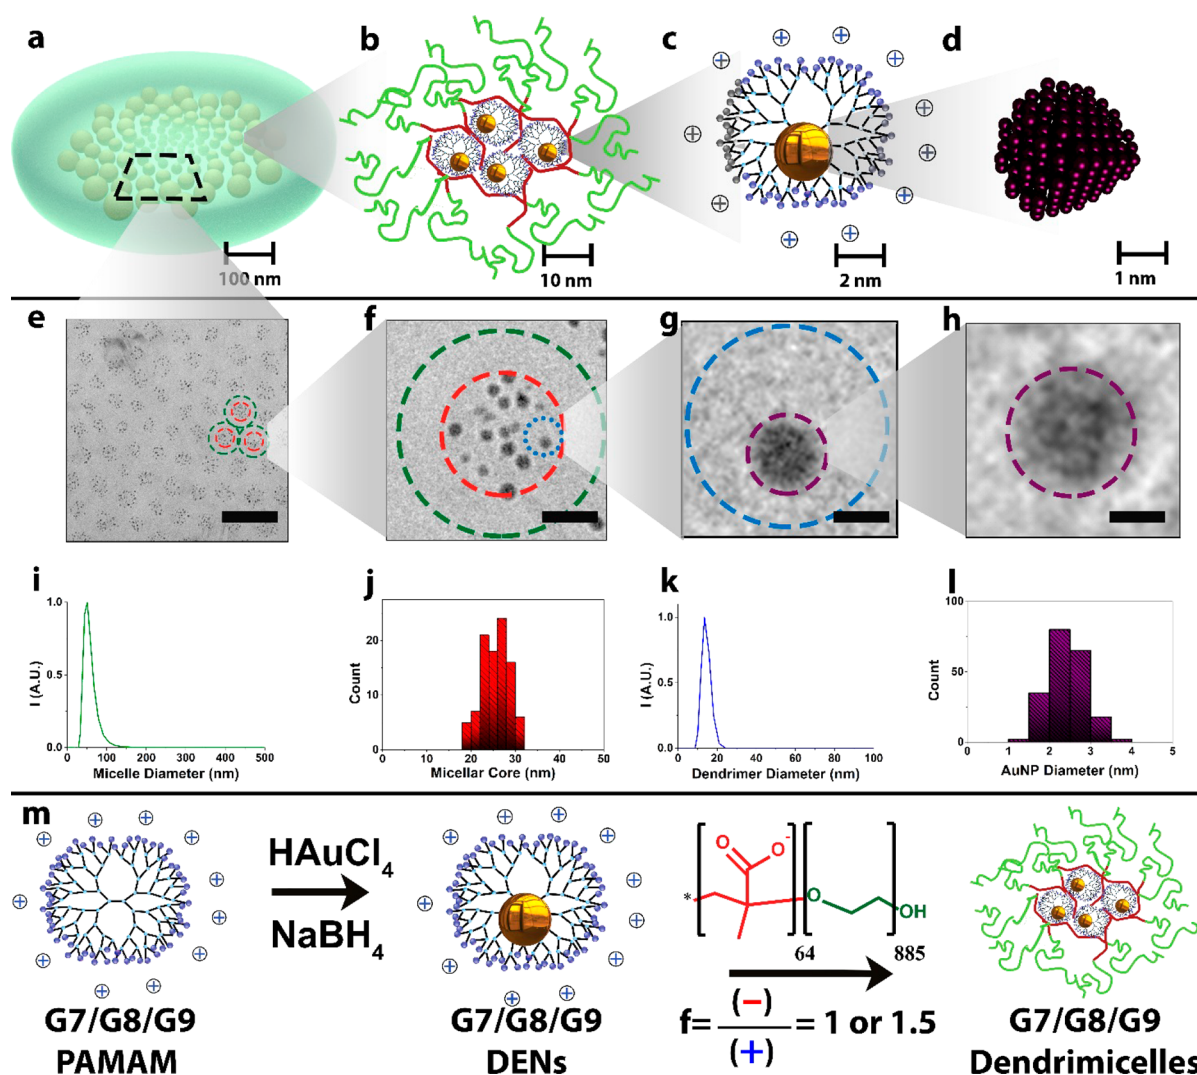 a
b
c
d
100 nm
10 nm
2 nm
1 nm
e
f
g
h
i
j
k
l
I (A.U.)
1.0
0.5
0.0
0 100 200 300 400 500
Micelle Diameter (nm)
Count
20
10
0
0 10 20 30 40 50
Micellar Core (nm)
I (A.U.)
1.0
0.5
0.0
0 20 40 60 80 100
Dendrimer Diameter (nm)
Count
100
50
0
0 1 2 3 4 5
AuNP Diameter (nm)
m
HAuCl4
NaBH4
G7/G8/G9
PAMAM
G7/G8/G9
DENs
O
O-
*
O
OH
64
885
f= (−)/(+) = 1 or 1.5
G7/G8/G9
Dendrimicelles